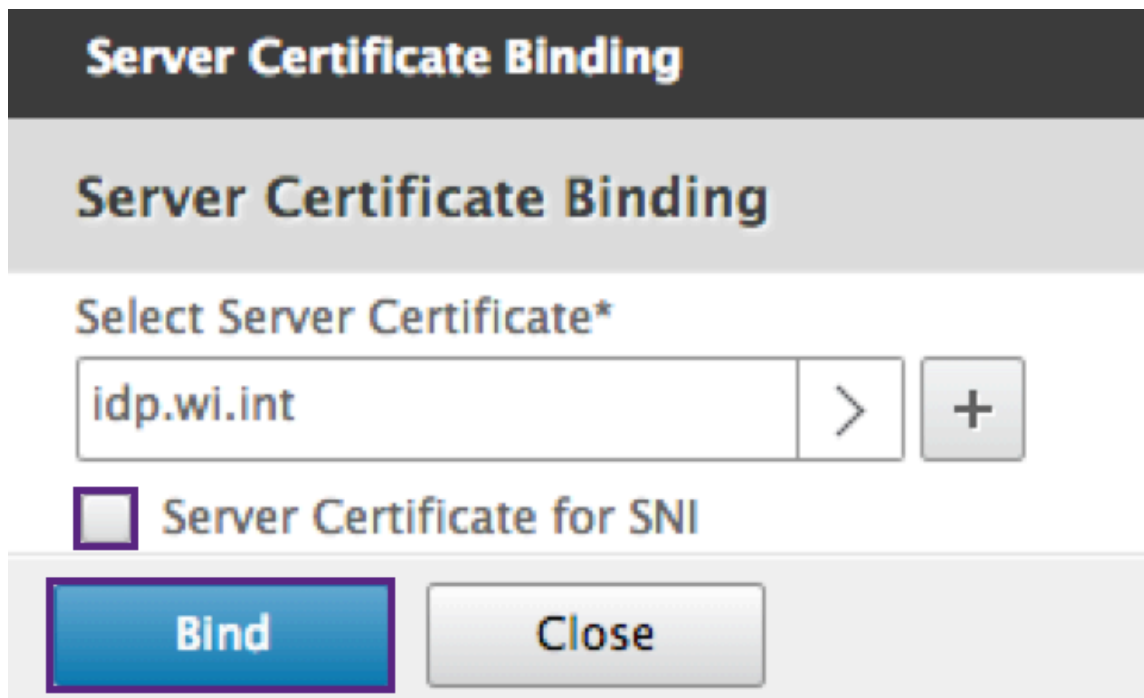 Server Certificate Binding
Server Certificate Binding
Select Server Certificate*
idp.wi.int > +
Server Certificate for SNI
Bind Close